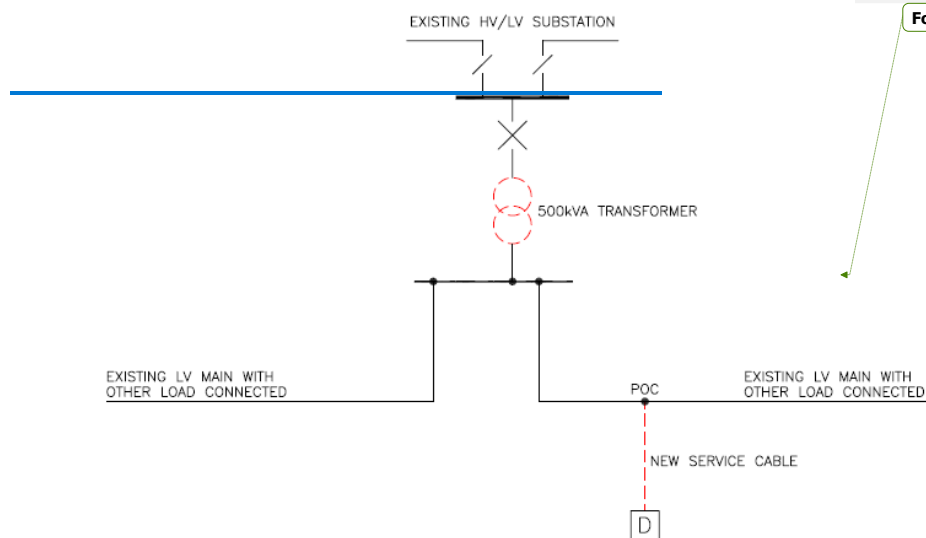 EXISTING HV/LV SUBSTATION
Fo
500kVA TRANSFORMER
EXISTING LV MAIN WITH
OTHER LOAD CONNECTED
POC
EXISTING LV MAIN WITH
OTHER LOAD CONNECTED
NEW SERVICE CABLE
D